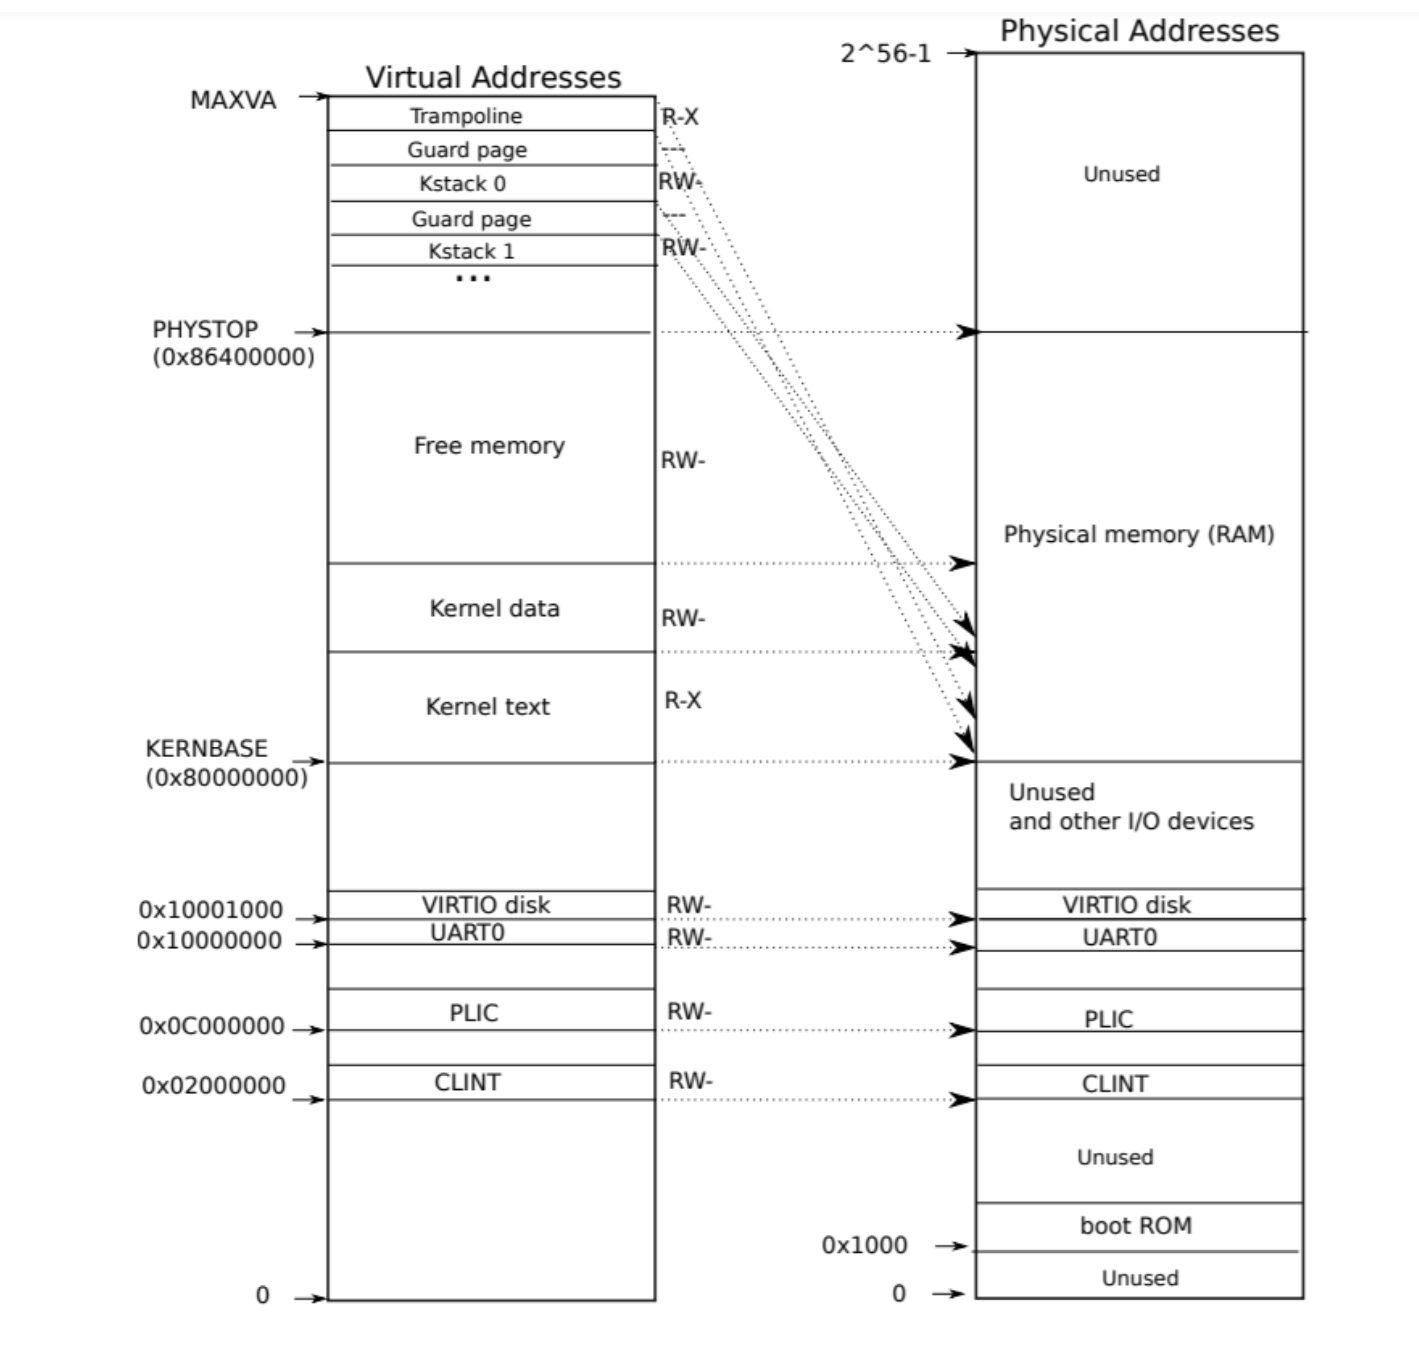 Physical Addresses
2^56-1
Virtual Addresses
MAXVA
Trampoline
R-X
Guard page
---
Unused
Kstack 0
RW-
Guard page
---
Kstack 1
RW-
...
PHYSTOP
(0x86400000)
Free memory
RW-
Physical memory (RAM)
Kernel data
RW-
Kernel text
R-X
KERNBASE
(0x80000000)
Unused
and other I/O devices
0x10001000
VIRTIO disk
RW-
VIRTIO disk
0x10000000
UART0
RW-
UART0
0x0C000000
PLIC
RW-
PLIC
0x02000000
CLINT
RW-
CLINT
Unused
boot ROM
0x1000
Unused
0
0